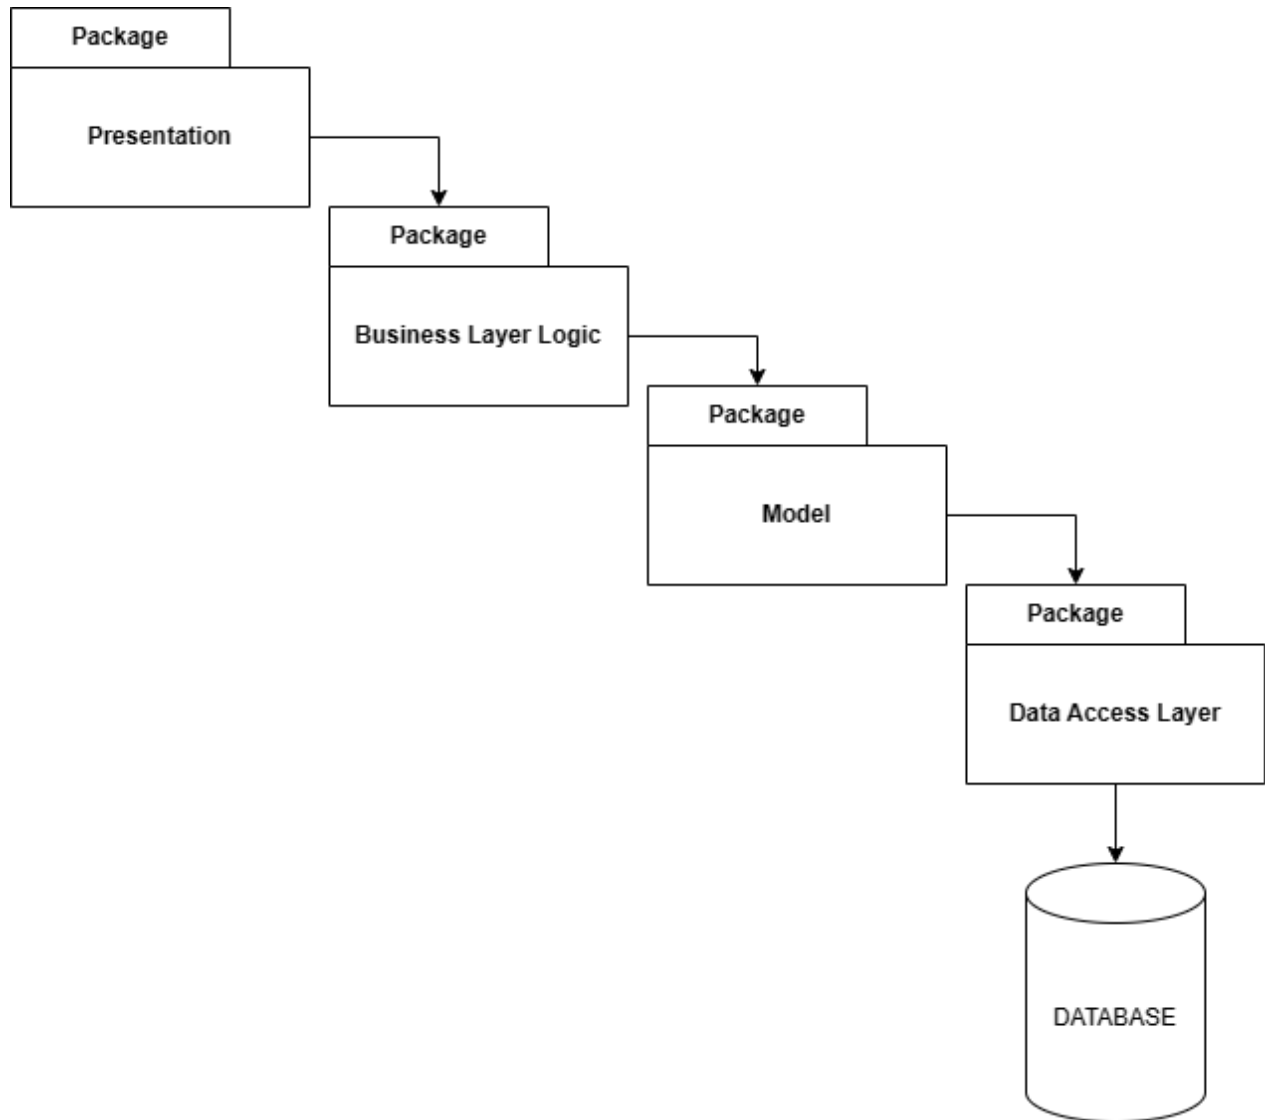 Package
Presentation
Package
Business Layer Logic
Package
Model
Package
Data Access Layer
DATABASE